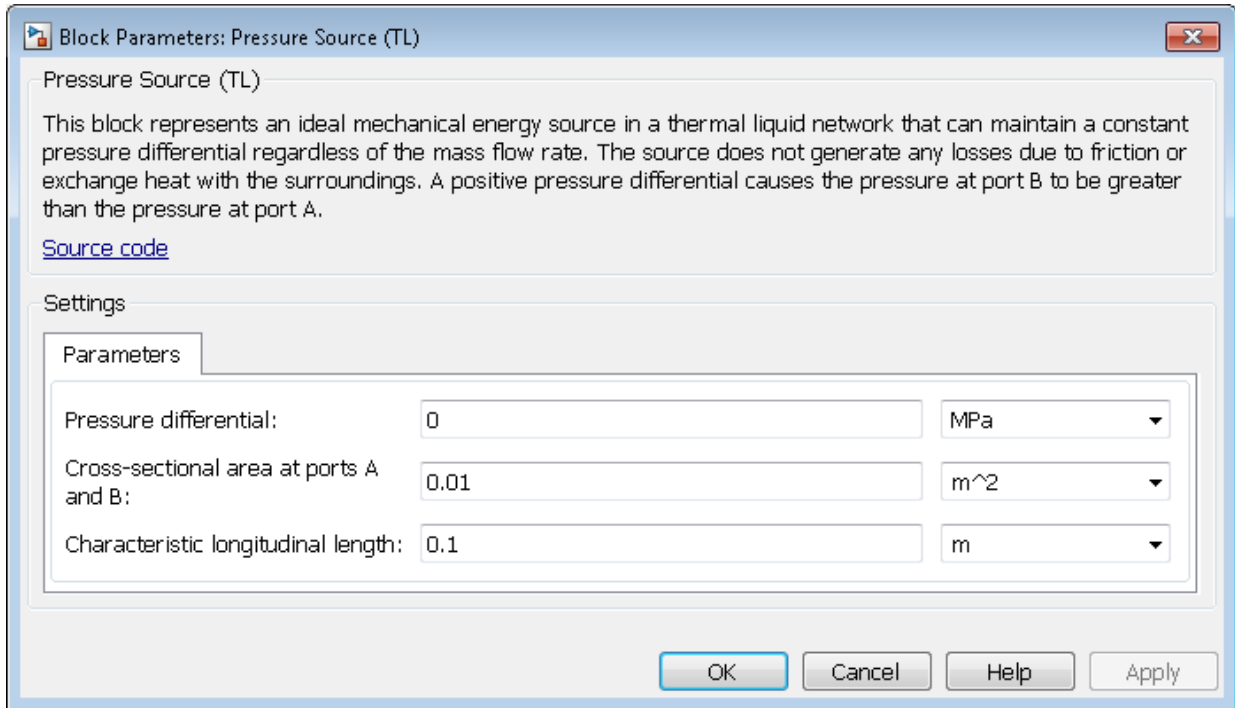 Block Parameters: Pressure Source (TL)
Pressure Source (TL)
This block represents an ideal mechanical energy source in a thermal liquid network that can maintain a constant
pressure differential regardless of the mass flow rate. The source does not generate any losses due to friction or
exchange heat with the surroundings. A positive pressure differential causes the pressure at port B to be greater
than the pressure at port A.
Source code
Settings
Parameters
Pressure differential: 0 MPa
Cross-sectional area at ports A
and B: 0.01 m^2
Characteristic longitudinal length: 0.1 m
OK Cancel Help Apply